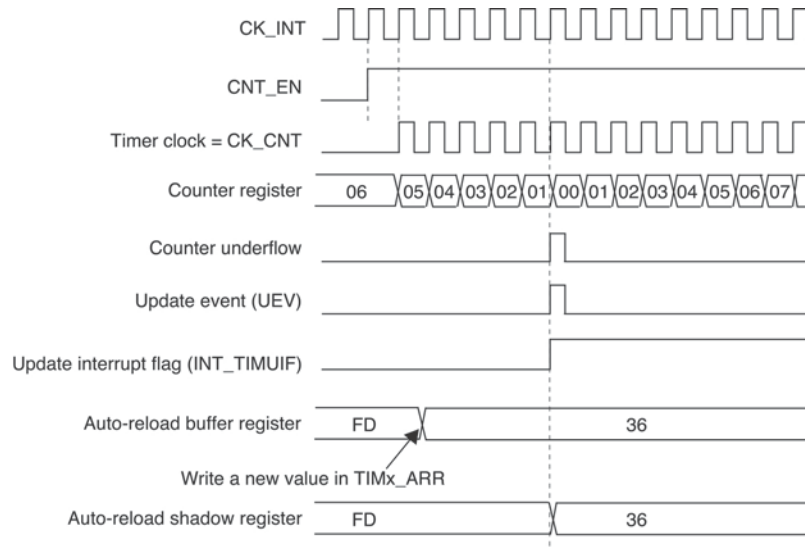 CK_INT
CNT_EN
Timer clock = CK_CNT
Counter register 06 05 04 03 02 01 00 01 02 03 04 05 06 07
Counter underflow
Update event (UEV)
Update interrupt flag (INT_TIMUIF)
Auto-reload buffer register FD 36
Write a new value in TIMx_ARR
Auto-reload shadow register FD 36